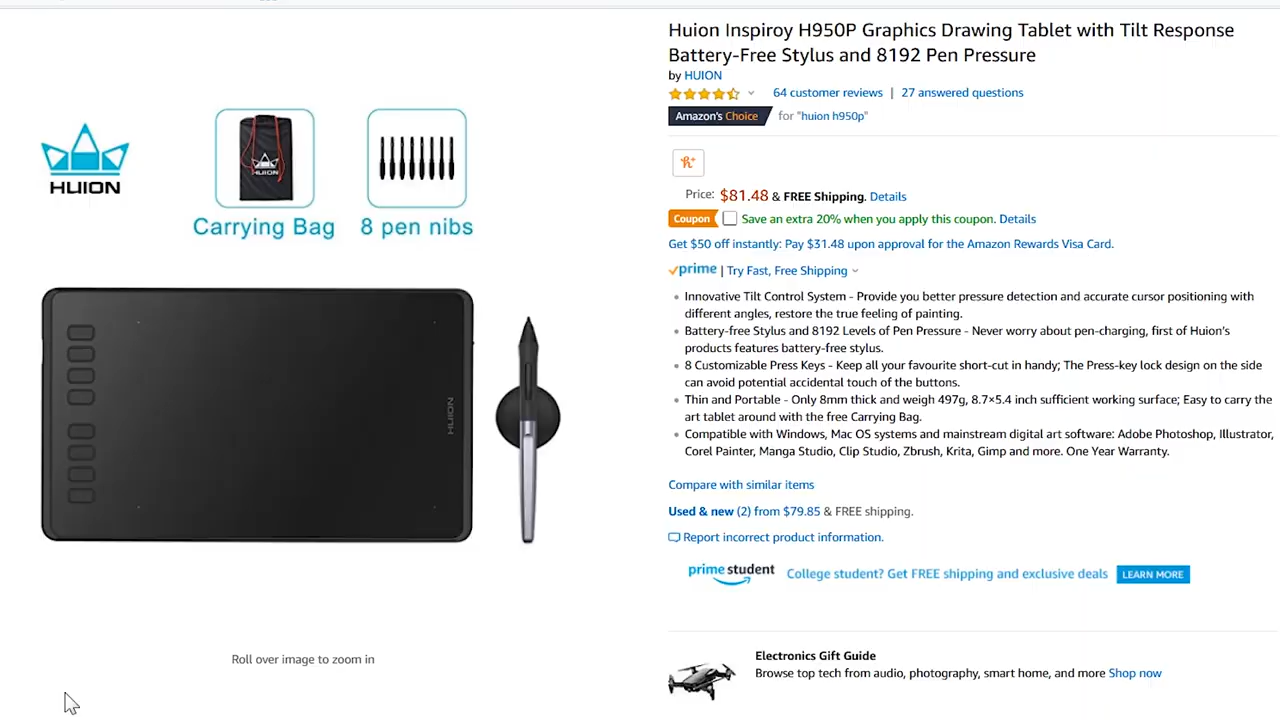 HUION
Carrying Bag
8 pen nibs
HUION
HUION
Roll over image to zoom in
Huion Inspiroy H950P Graphics Drawing Tablet with Tilt Response
Battery-Free Stylus and 8192 Pen Pressure
by HUION
64 customer reviews | 27 answered questions
Amazon's Choice for "huion h950p"
Price: $81.48 & FREE Shipping. Details
Coupon Save an extra 20% when you apply this coupon. Details
Get $50 off instantly: Pay $31.48 upon approval for the Amazon Rewards Visa Card.
prime | Try Fast, Free Shipping
• Innovative Tilt Control System - Provide you better pressure detection and accurate cursor positioning with
different angles, restore the true feeling of painting.
• Battery-free Stylus and 8192 Levels of Pen Pressure - Never worry about pen-charging, first of Huion’s
products features battery-free stylus.
• 8 Customizable Press Keys - Keep all your favourite short-cut in handy; The Press-key lock design on the side
can avoid potential accidental touch of the buttons.
• Thin and Portable - Only 8mm thick and weigh 497g, 8.7×5.4 inch sufficient working surface; Easy to carry the
art tablet around with the free Carrying Bag.
• Compatible with Windows, Mac OS systems and mainstream digital art software: Adobe Photoshop, Illustrator,
Corel Painter, Manga Studio, Clip Studio, Zbrush, Krita, Gimp and more. One Year Warranty.
Compare with similar items
Used & new (2) from $79.85 & FREE shipping.
Report incorrect product information.
prime student College student? Get FREE shipping and exclusive deals LEARN MORE
Electronics Gift Guide
Browse top tech from audio, photography, smart home, and more Shop now